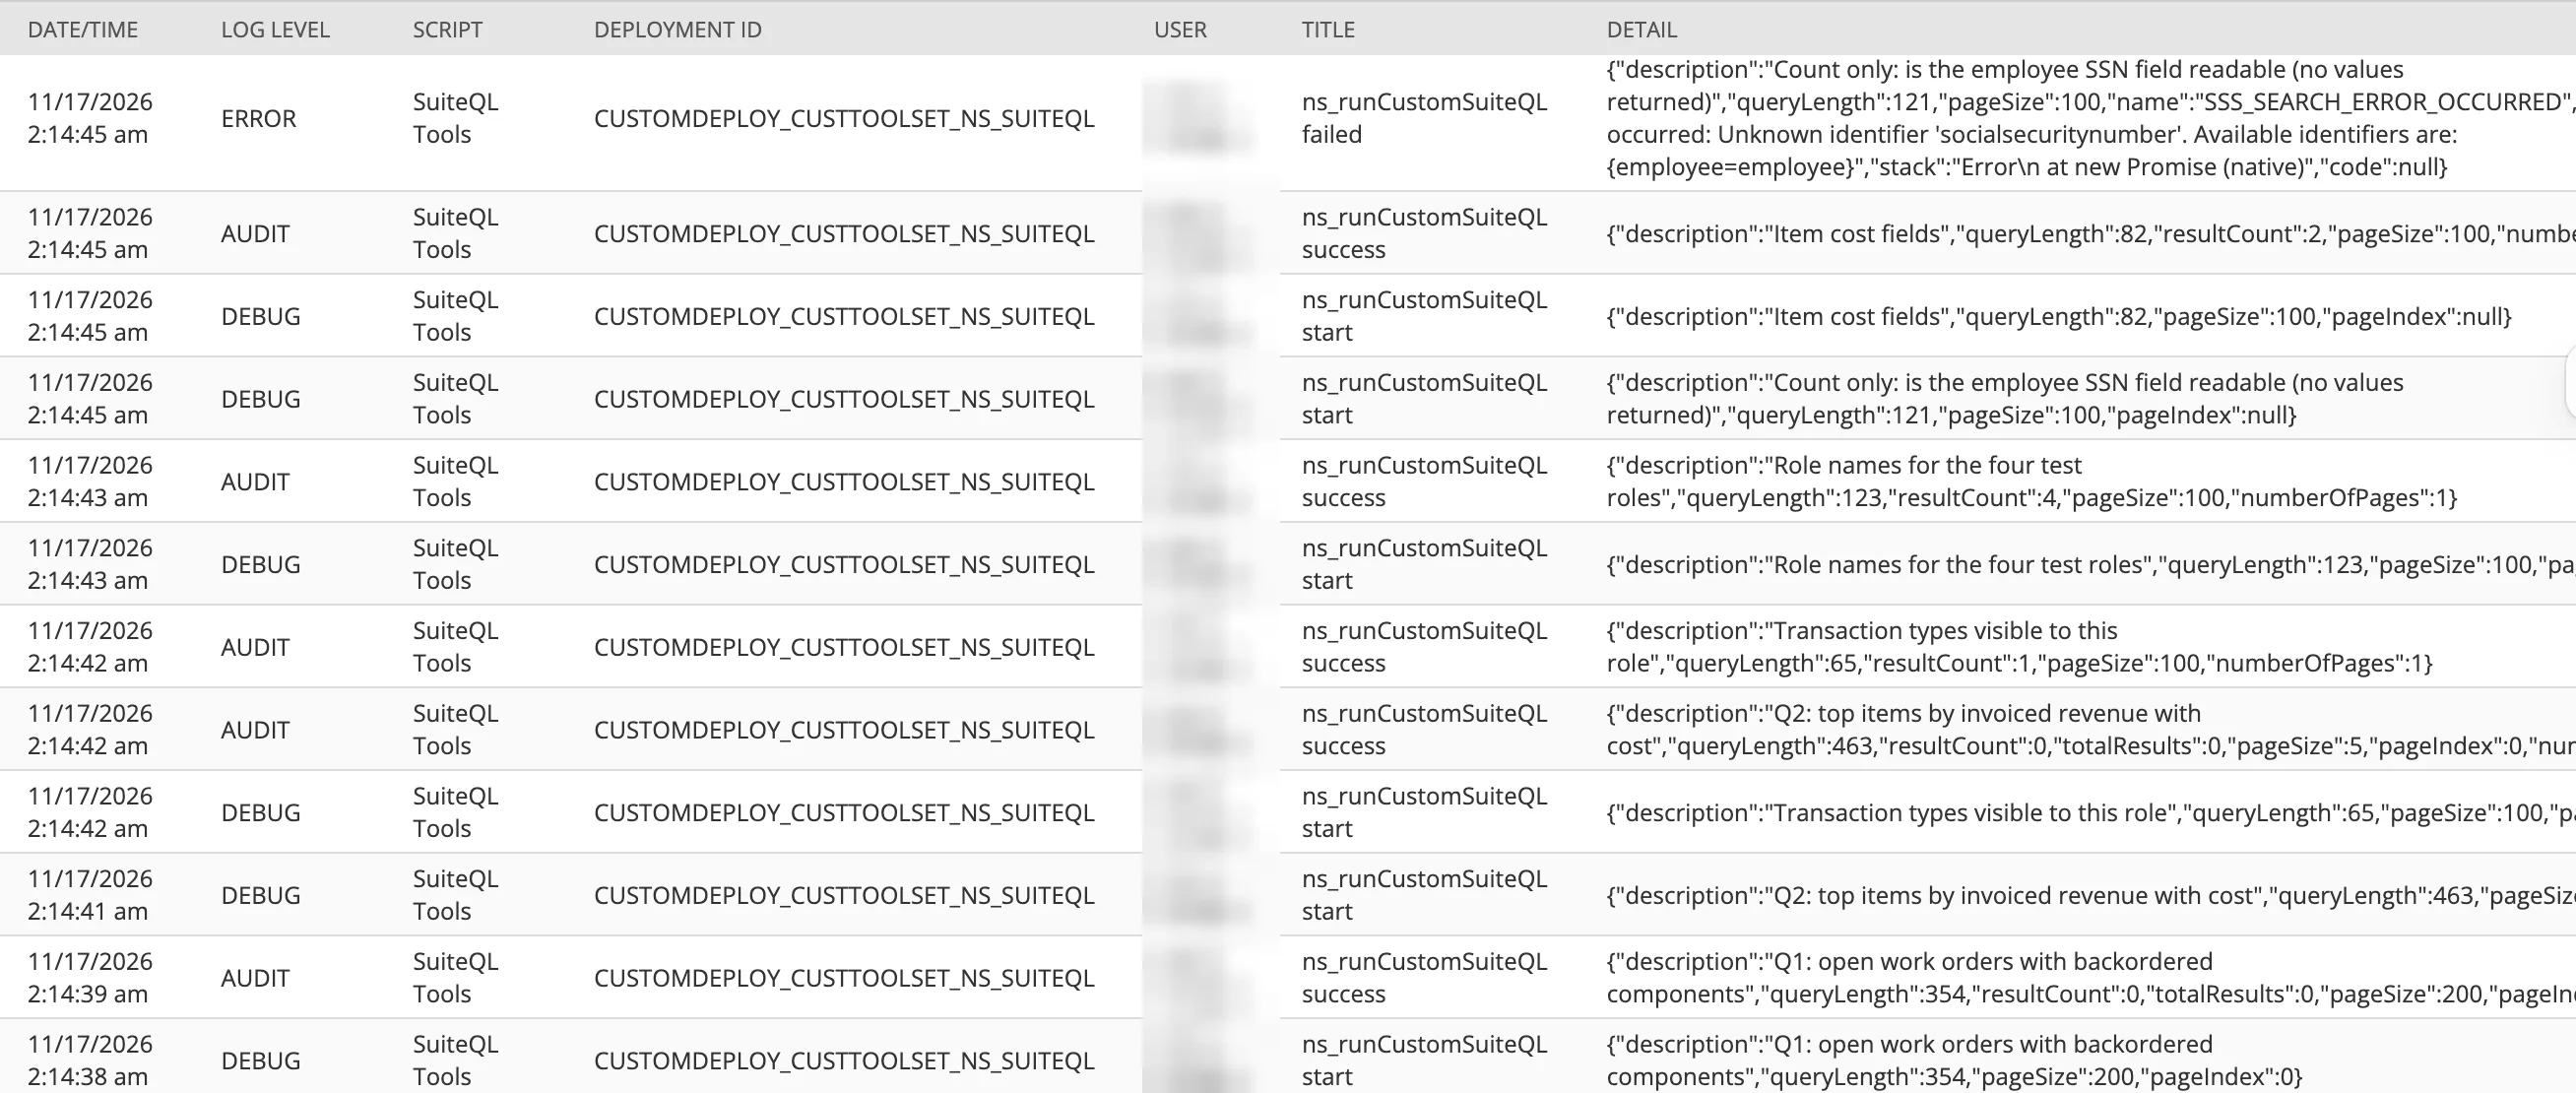 DATE/TIME LOG LEVEL SCRIPT DEPLOYMENT ID USER TITLE DETAIL
11/17/2026 2:14:45 am ERROR SuiteQL Tools CUSTOMDEPLOY_CUSTTOOLSET_NS_SUITEQL ns_runCustomSuiteQL failed {"description":"Count only: is the employee SSN field readable (no values
returned)","queryLength":121,"pageSize":100,"name":"SSS_SEARCH_ERROR_OCCURRED",
occurred: Unknown identifier 'socialsecuritynumber'. Available identifiers are:
{employee=employee}","stack":"Error\n at new Promise (native)","code":null}
11/17/2026 2:14:45 am AUDIT SuiteQL Tools CUSTOMDEPLOY_CUSTTOOLSET_NS_SUITEQL ns_runCustomSuiteQL success {"description":"Item cost fields","queryLength":82,"resultCount":2,"pageSize":100,"numbe
11/17/2026 2:14:45 am DEBUG SuiteQL Tools CUSTOMDEPLOY_CUSTTOOLSET_NS_SUITEQL ns_runCustomSuiteQL start {"description":"Item cost fields","queryLength":82,"pageSize":100,"pageIndex":null}
11/17/2026 2:14:45 am DEBUG SuiteQL Tools CUSTOMDEPLOY_CUSTTOOLSET_NS_SUITEQL ns_runCustomSuiteQL start {"description":"Count only: is the employee SSN field readable (no values
returned)","queryLength":121,"pageSize":100,"pageIndex":null}
11/17/2026 2:14:43 am AUDIT SuiteQL Tools CUSTOMDEPLOY_CUSTTOOLSET_NS_SUITEQL ns_runCustomSuiteQL success {"description":"Role names for the four test
roles","queryLength":123,"resultCount":4,"pageSize":100,"numberOfPages":1}
11/17/2026 2:14:43 am DEBUG SuiteQL Tools CUSTOMDEPLOY_CUSTTOOLSET_NS_SUITEQL ns_runCustomSuiteQL start {"description":"Role names for the four test roles","queryLength":123,"pageSize":100,"pa
11/17/2026 2:14:42 am AUDIT SuiteQL Tools CUSTOMDEPLOY_CUSTTOOLSET_NS_SUITEQL ns_runCustomSuiteQL success {"description":"Transaction types visible to this
role","queryLength":65,"resultCount":1,"pageSize":100,"numberOfPages":1}
11/17/2026 2:14:42 am AUDIT SuiteQL Tools CUSTOMDEPLOY_CUSTTOOLSET_NS_SUITEQL ns_runCustomSuiteQL success {"description":"Q2: top items by invoiced revenue with
cost","queryLength":463,"resultCount":0,"totalResults":0,"pageSize":5,"pageIndex":0,"nur
11/17/2026 2:14:42 am DEBUG SuiteQL Tools CUSTOMDEPLOY_CUSTTOOLSET_NS_SUITEQL ns_runCustomSuiteQL start {"description":"Transaction types visible to this role","queryLength":65,"pageSize":100,"pa
11/17/2026 2:14:41 am DEBUG SuiteQL Tools CUSTOMDEPLOY_CUSTTOOLSET_NS_SUITEQL ns_runCustomSuiteQL start {"description":"Q2: top items by invoiced revenue with cost","queryLength":463,"pageSize
11/17/2026 2:14:39 am AUDIT SuiteQL Tools CUSTOMDEPLOY_CUSTTOOLSET_NS_SUITEQL ns_runCustomSuiteQL success {"description":"Q1: open work orders with backordered
components","queryLength":354,"resultCount":0,"totalResults":0,"pageSize":200,"pageIn
11/17/2026 2:14:38 am DEBUG SuiteQL Tools CUSTOMDEPLOY_CUSTTOOLSET_NS_SUITEQL ns_runCustomSuiteQL start {"description":"Q1: open work orders with backordered
components","queryLength":354,"pageSize":200,"pageIndex":0}